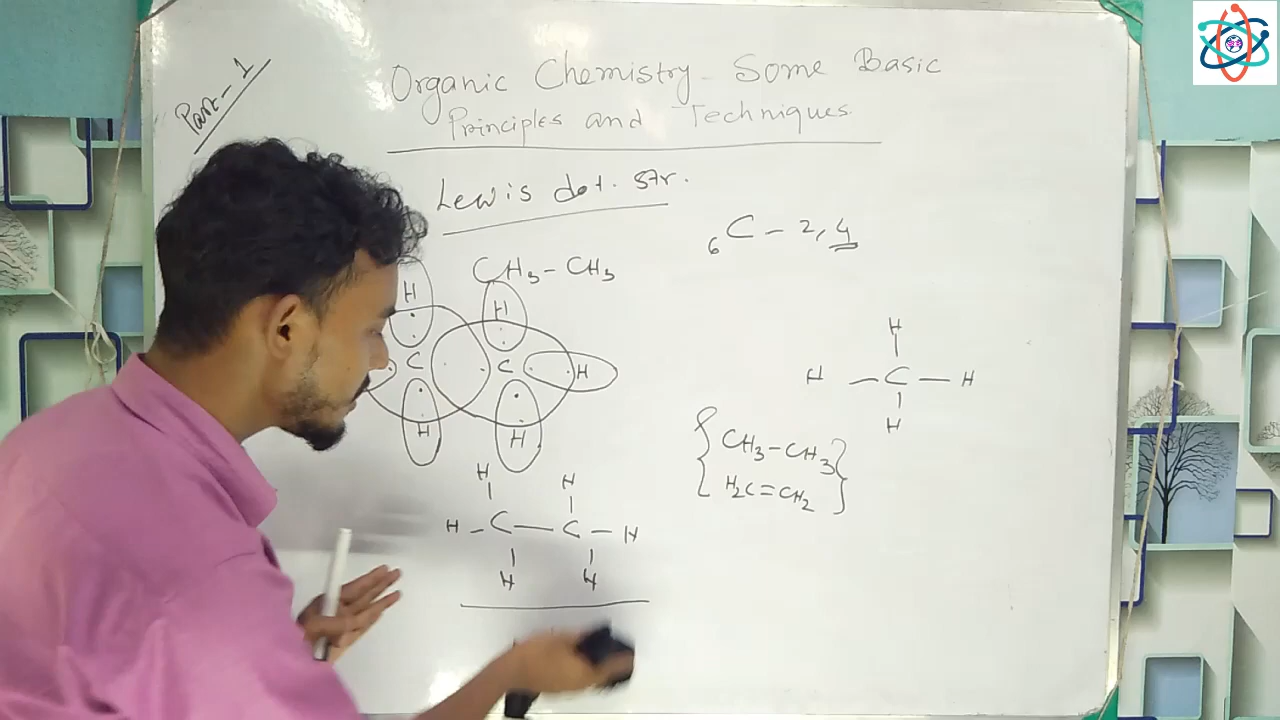 Part-1
Organic Chemistry - Some Basic
Principles and Techniques
Lewis dot. str.
₆C - 2, 4
CH₃-CH₃
H H
C C H
H H
H
H - C - H
H
CH₃-CH₃
H₂C=CH₂
H H
H - C - C - H
H H